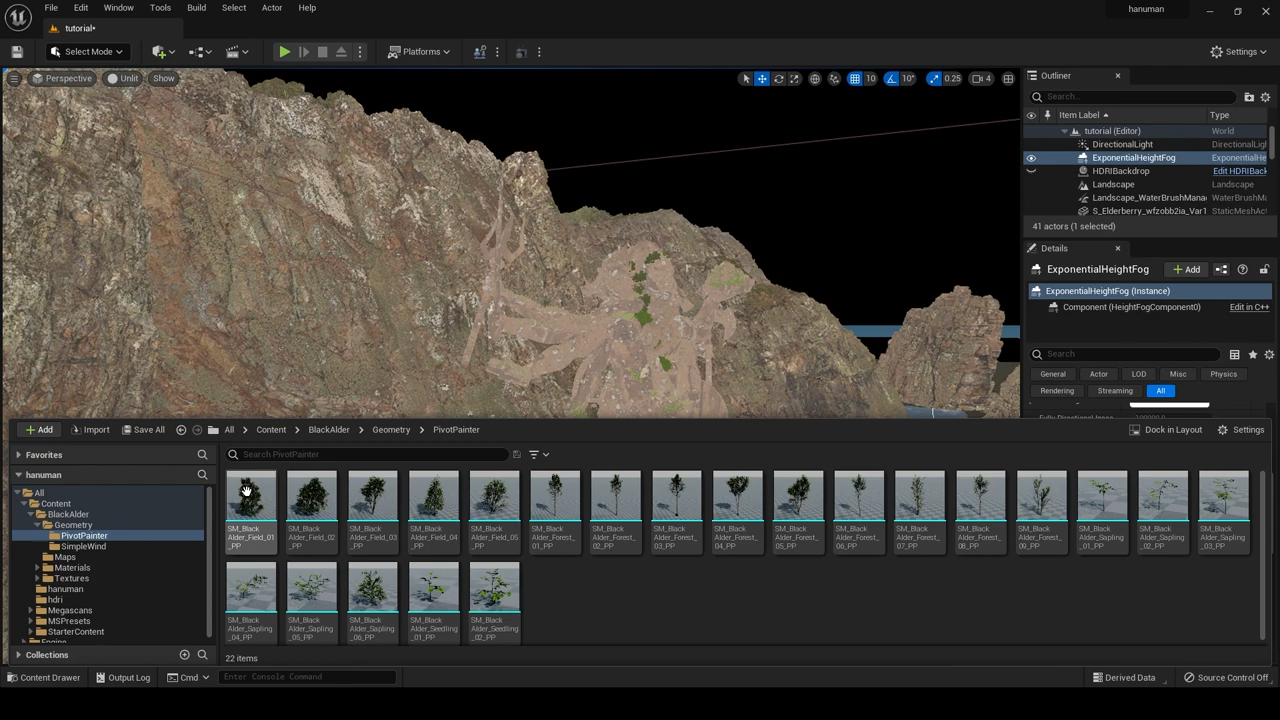 File Edit Window Tools Build Select Actor Help
hanuman
tutorial*
Select Mode
Platforms
Settings
Perspective
Unlit
Show
10
10°
0.25
4
Outliner
Search...
Item Label
Type
tutorial (Editor)
World
DirectionalLight
DirectionalLigh
ExponentialHeightFog
ExponentialHe
HDRIBackdrop
Edit HDRIBack
Landscape
Landscape
Landscape_WaterBrushMana
WaterBrushMa
S_Elderberry_wfzobb2ia_Var1
StaticMeshAct
41 actors (1 selected)
Details
ExponentialHeightFog
+ Add
ExponentialHeightFog (Instance)
Component (HeightFogComponent0)
Edit in C++
Search
General
Actor
LOD
Misc
Physics
Rendering
Streaming
All
+ Add
Import
Save All
All > Content > BlackAlder > Geometry > PivotPainter
Dock in Layout
Settings
Favorites
hanuman
All
Content
BlackAlder
Geometry
PivotPainter
SimpleWind
Maps
Materials
Textures
hanuman
hdri
Megascans
MSPresets
StarterContent
Engine
Collections
Search PivotPainter
SM_Black
Alder_Field_01
_PP
SM_Black
Alder_Field_02
_PP
SM_Black
Alder_Field_03
_PP
SM_Black
Alder_Field_04
_PP
SM_Black
Alder_Field_05
_PP
SM_Black
Alder_Forest_
01_PP
SM_Black
Alder_Forest_
02_PP
SM_Black
Alder_Forest_
03_PP
SM_Black
Alder_Forest_
04_PP
SM_Black
Alder_Forest_
05_PP
SM_Black
Alder_Forest_
06_PP
SM_Black
Alder_Forest_
07_PP
SM_Black
Alder_Forest_
08_PP
SM_Black
Alder_Forest_
09_PP
SM_Black
Alder_Sapling
_01_PP
SM_Black
Alder_Sapling
_02_PP
SM_Black
Alder_Sapling
_03_PP
SM_Black
Alder_Sapling
_04_PP
SM_Black
Alder_Sapling
_05_PP
SM_Black
Alder_Sapling
_06_PP
SM_Black
Alder_Seedling
_01_PP
SM_Black
Alder_Seedling
_02_PP
22 items
Content Drawer
Output Log
Cmd
Enter Console Command
Derived Data
Source Control Off